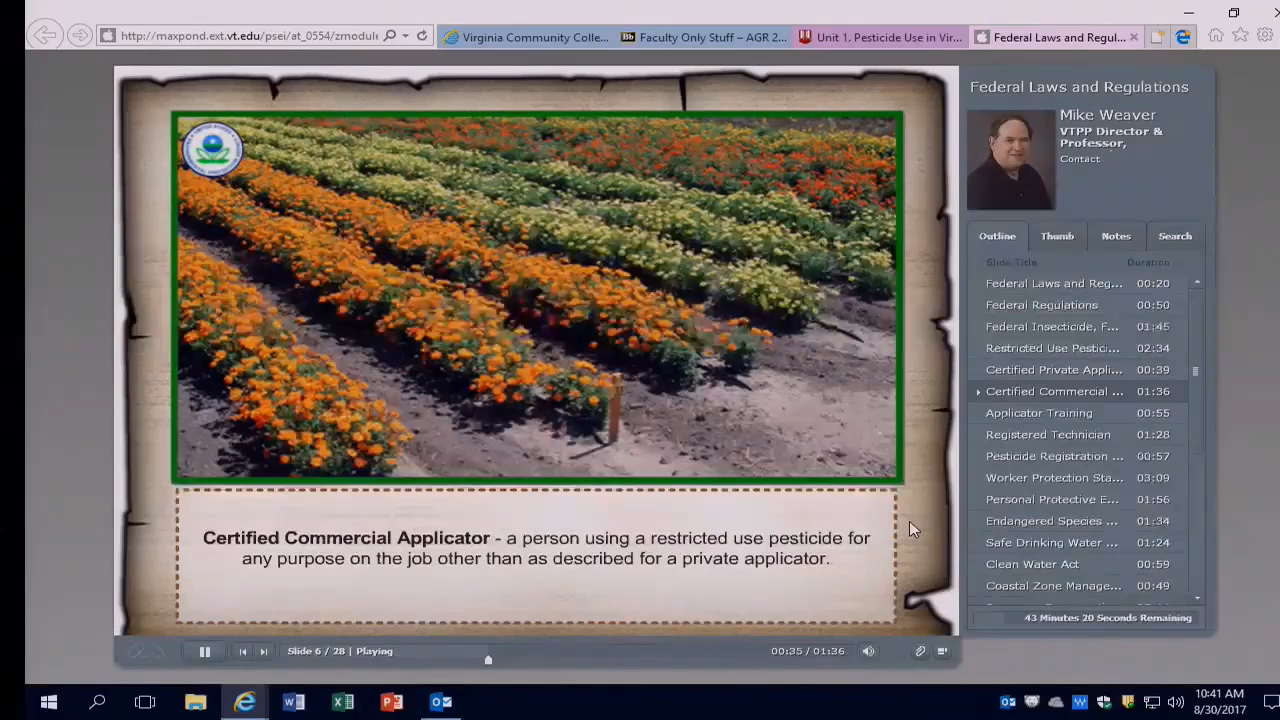 http://maxpond.ext.vt.edu/psei/at_0554/zmodule
Virginia Community Colle...
Faculty Only Stuff – AGR 2...
Unit 1. Pesticide Use in Vir...
Federal Laws and Regul...
Federal Laws and Regulations
Mike Weaver
VTPP Director &
Professor,
Contact
Outline
Thumb
Notes
Search
Slide Title
Duration
Federal Laws and Reg... 00:20
Federal Regulations 00:50
Federal Insecticide, F... 01:45
Restricted Use Pestici... 02:34
Certified Private Appli... 00:39
Certified Commercial ... 01:36
Applicator Training 00:55
Registered Technician 01:28
Pesticide Registration ... 00:57
Worker Protection Sta... 03:09
Personal Protective E... 01:56
Endangered Species ... 01:34
Safe Drinking Water ... 01:24
Clean Water Act 00:59
Coastal Zone Manage... 00:49
43 Minutes 20 Seconds Remaining
Certified Commercial Applicator - a person using a restricted use pesticide for
any purpose on the job other than as described for a private applicator.
Slide 6 / 28 | Playing
00:35 / 01:36
10:41 AM
8/30/2017